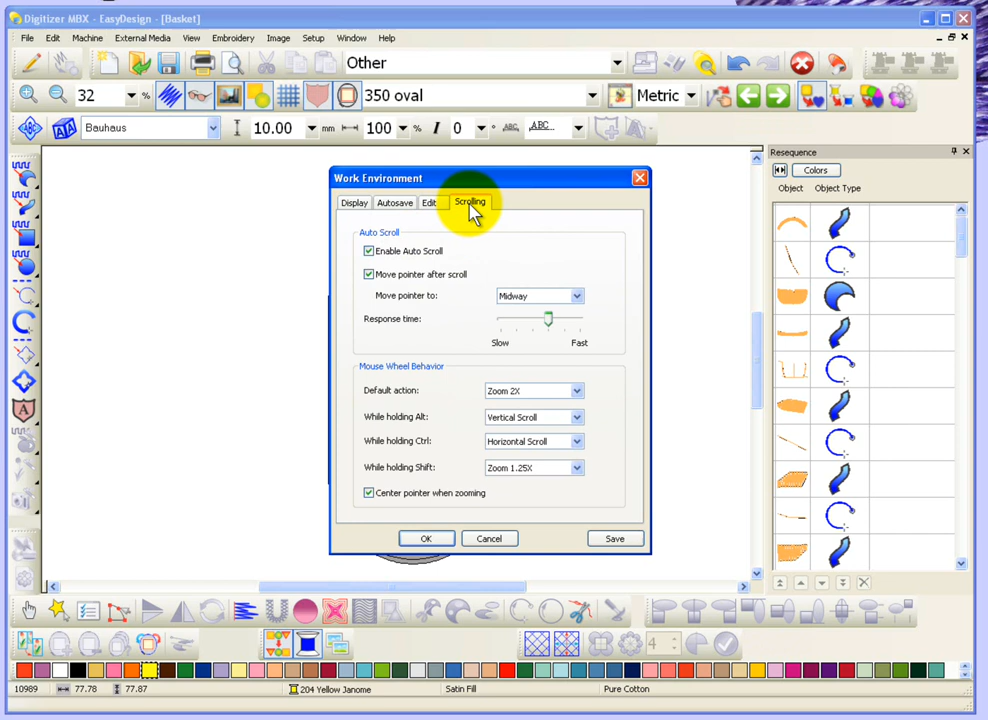 Digitizer MBX - EasyDesign - [Basket]
File Edit Machine External Media View Embroidery Image Setup Window Help
Other
32 % 350 oval Metric
Bauhaus 10.00 mm 100 % 0 ° ABC ABC...
Resequence
Colors
Object Object Type
Work Environment
Display Autosave Edit Scrolling
Auto Scroll
Enable Auto Scroll
Move pointer after scroll
Move pointer to: Midway
Response time:
Slow Fast
Mouse Wheel Behavior
Default action: Zoom 2X
While holding Alt: Vertical Scroll
While holding Ctrl: Horizontal Scroll
While holding Shift: Zoom 1.25X
Center pointer when zooming
OK Cancel Save
4
10989 77.78 77.87 204 Yellow Janome Satin Fill Pure Cotton